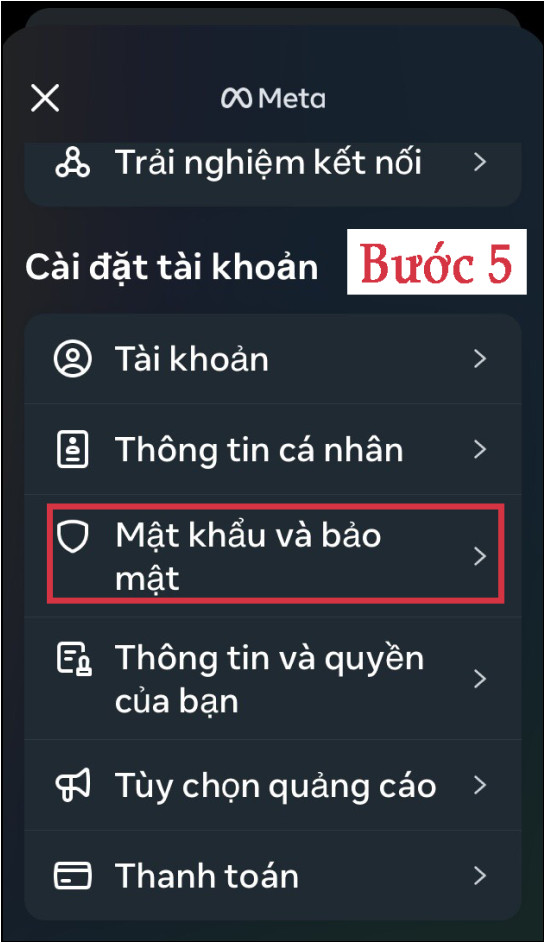 Meta
Trải nghiệm kết nối
Cài đặt tài khoản
Bước 5
Tài khoản
Thông tin cá nhân
Mật khẩu và bảo
mật
Thông tin và quyền
của bạn
Tùy chọn quảng cáo
Thanh toán